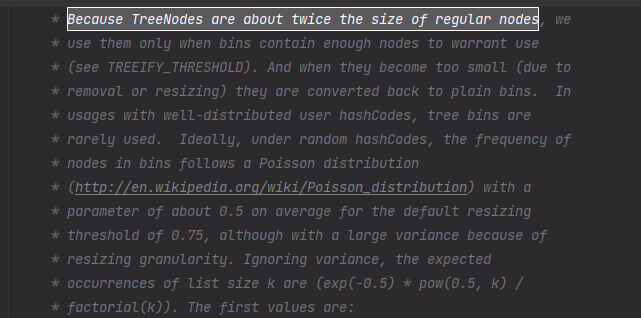 * Because TreeNodes are about twice the size of regular nodes, we
* use them only when bins contain enough nodes to warrant use
* (see TREEIFY_THRESHOLD). And when they become too small (due to
* removal or resizing) they are converted back to plain bins.  In
* usages with well-distributed user hashCodes, tree bins are
* rarely used.  Ideally, under random hashCodes, the frequency of
* nodes in bins follows a Poisson distribution
* (http://en.wikipedia.org/wiki/Poisson_distribution) with a
* parameter of about 0.5 on average for the default resizing
* threshold of 0.75, although with a large variance because of
* resizing granularity. Ignoring variance, the expected
* occurrences of list size k are (exp(-0.5) * pow(0.5, k) /
* factorial(k)). The first values are: